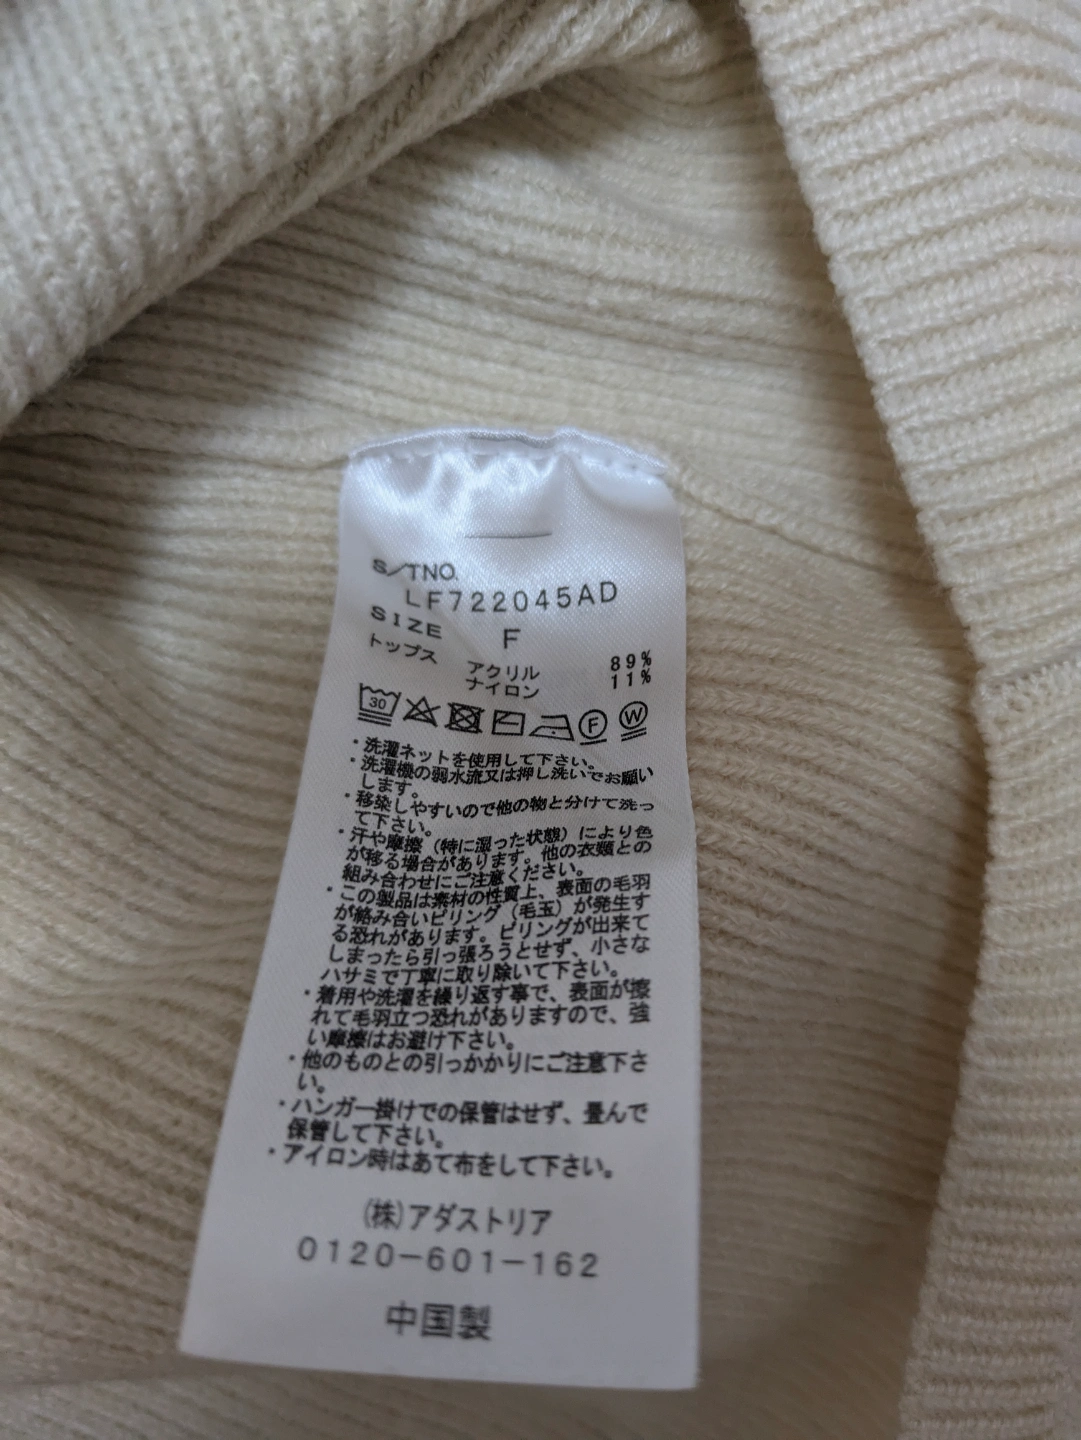 S/TNO.
LF722045AD
SIZE F
トップス アクリル 89%
ナイロン 11%
30 F W
・洗濯ネットを使用して下さい。
・洗濯機の弱水流又は押し洗いでお願い
します。
・移染しやすいので他の物と分けて洗っ
て下さい。
・汗や摩擦（特に湿った状態）により色
が移る場合があります。他の衣類との
組み合わせにご注意ください。
・この製品は素材の性質上、表面の毛羽
が絡み合いピリング（毛玉）が発生す
る恐れがあります。ピリングが出来て
しまったら引っ張ろうとせず、小さな
ハサミで丁寧に取り除いて下さい。
・着用や洗濯を繰り返す事で、表面が擦
れて毛羽立つ恐れがありますので、強
い摩擦はお避け下さい。
・他のものとの引っかかりにご注意下さ
い。
・ハンガー掛けでの保管はせず、畳んで
保管して下さい。
・アイロン時はあて布をして下さい。
(株)アダストリア
0120-601-162
中国製